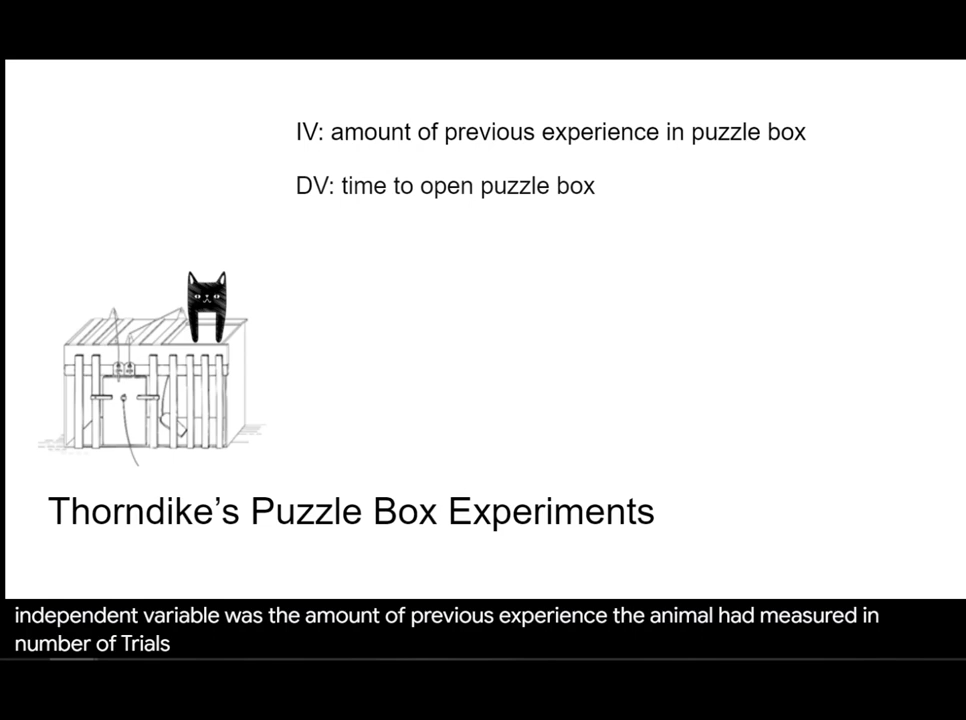 IV: amount of previous experience in puzzle box
DV: time to open puzzle box
Thorndike’s Puzzle Box Experiments
independent variable was the amount of previous experience the animal had measured in
number of Trials